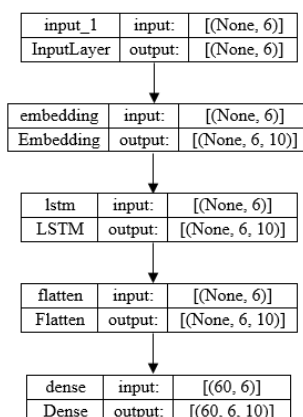 input_1 input: [(None, 6)]
InputLayer output: [(None, 6)]
embedding input: [(None, 6)]
Embedding output: [(None, 6, 10)]
lstm input: [(None, 6)]
LSTM output: [(None, 6, 10)]
flatten input: [(None, 6)]
Flatten output: [(None, 6, 10)]
dense input: [(60, 6)]
Dense output: [(60, 6, 10)]